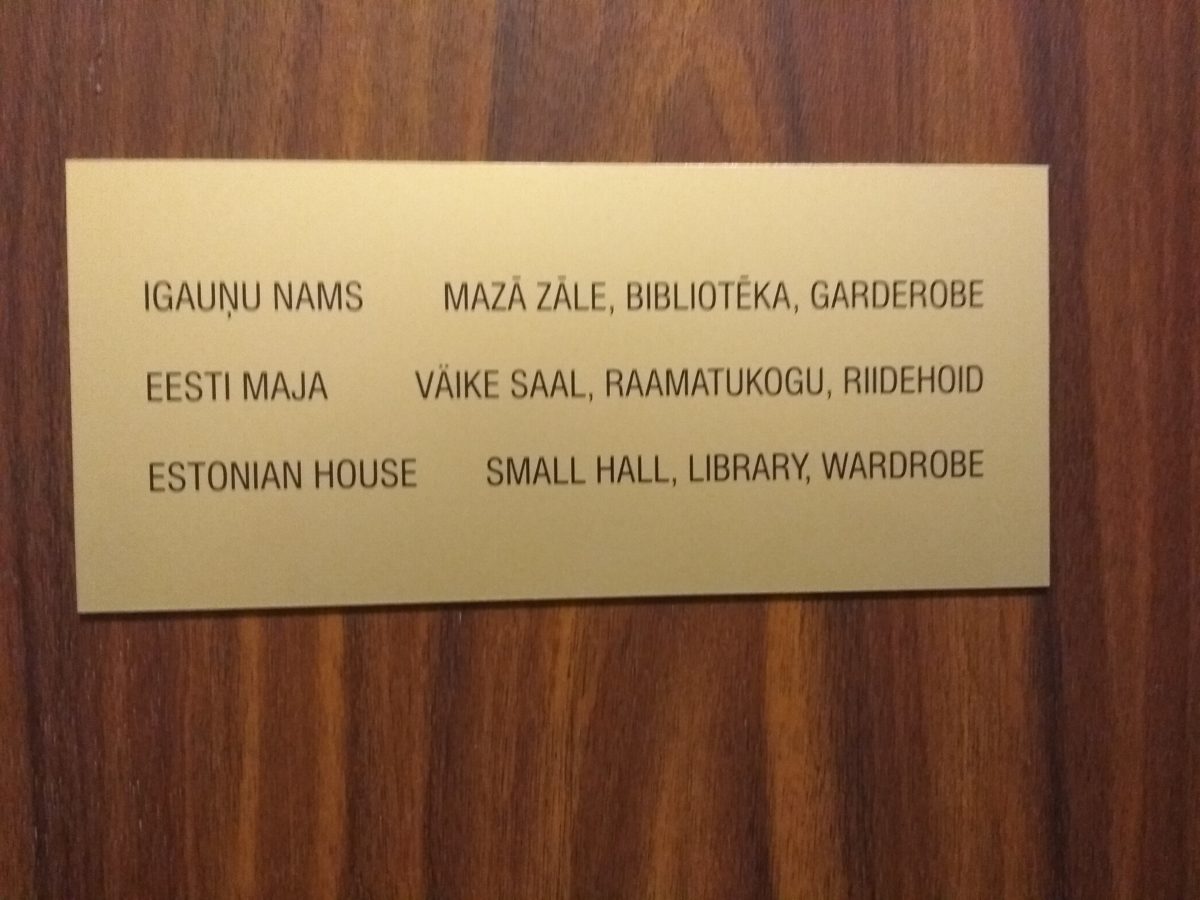 IGAUŅU NAMS MAZĀ ZĀLE, BIBLIOTĒKA, GARDEROBE
EESTI MAJA VÄIKE SAAL, RAAMATUKOGU, RIIDEHOID
ESTONIAN HOUSE SMALL HALL, LIBRARY, WARDROBE